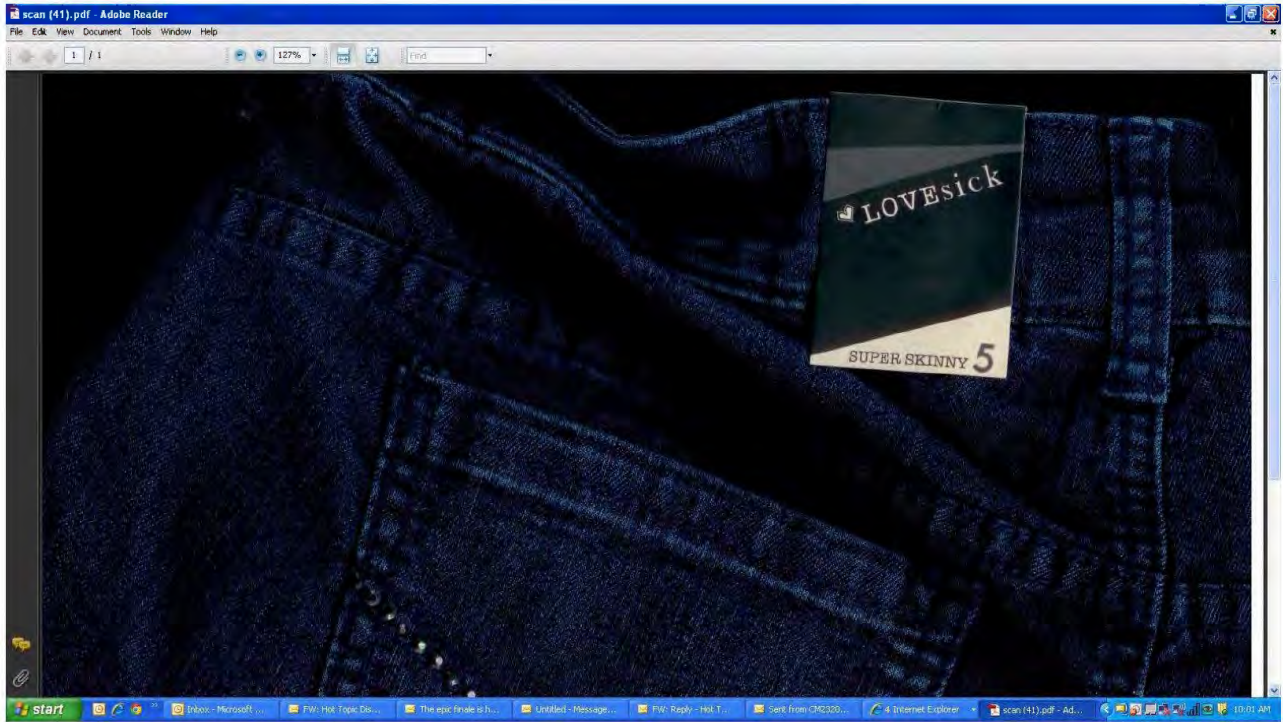 scan (41).pdf - Adobe Reader
File Edit View Document Tools Window Help
1 / 1 127% Find
LOVEsick
SUPER SKINNY 5
start Inbox - Microsoft ... FW: Hot Topic Dis... The epic finale is h... Untitled - Message... FW: Reply - Hot T... Sent from CM2320... 4 Internet Explorer scan (41).pdf - Ad... 10:01 AM